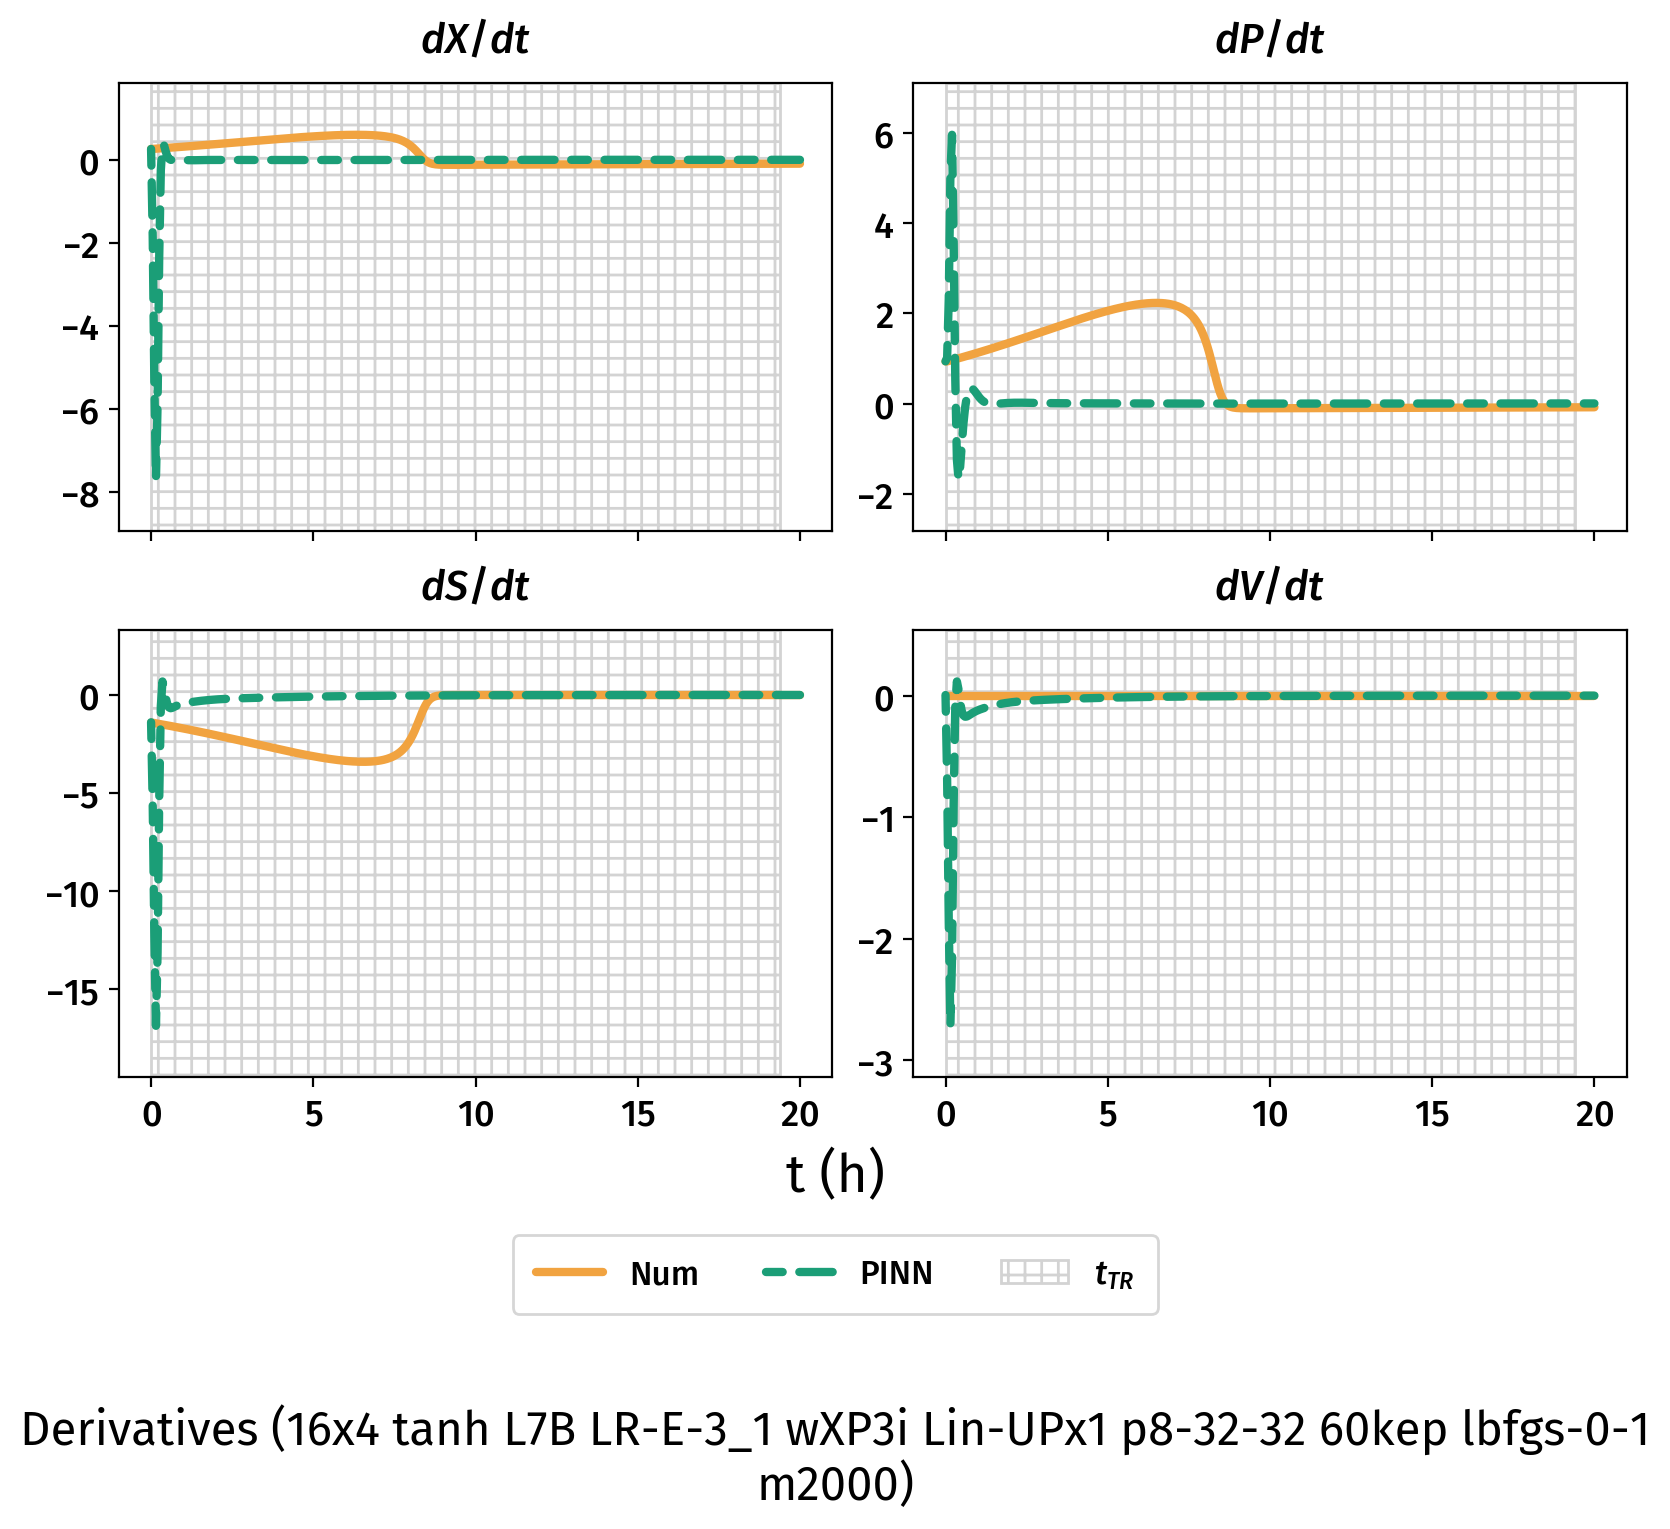 dX/dt
dP/dt
0
−2
−4
−6
−8
6
4
2
0
−2
dS/dt
dV/dt
0
−5
−10
−15
0
5
10
15
20
0
−1
−2
−3
0
5
10
15
20
t (h)
Num
PINN
tTR
Derivatives (16x4 tanh L7B LR-E-3_1 wXP3i Lin-UPx1 p8-32-32 60kep lbfgs-0-1
m2000)